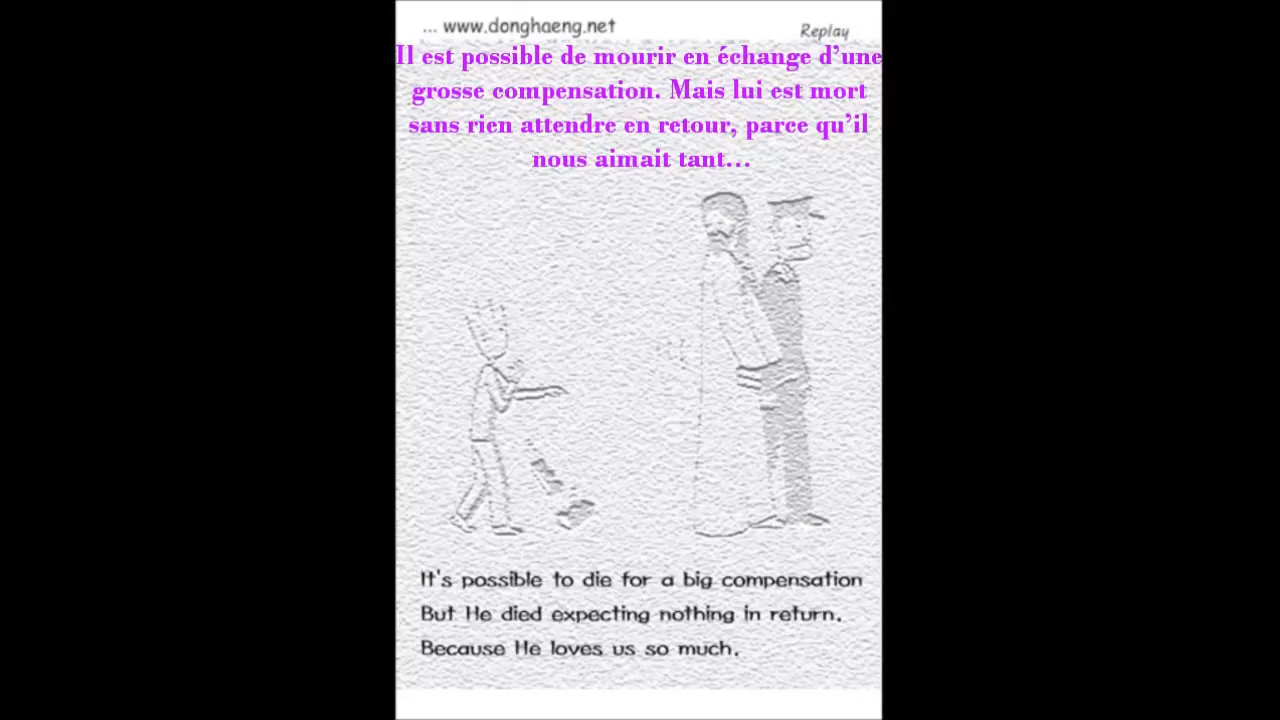 ... www.donghaeng.net
Replay
Il est possible de mourir en échange d’une
grosse compensation. Mais lui est mort
sans rien attendre en retour, parce qu’il
nous aimait tant...
It's possible to die for a big compensation
But He died expecting nothing in return.
Because He loves us so much.